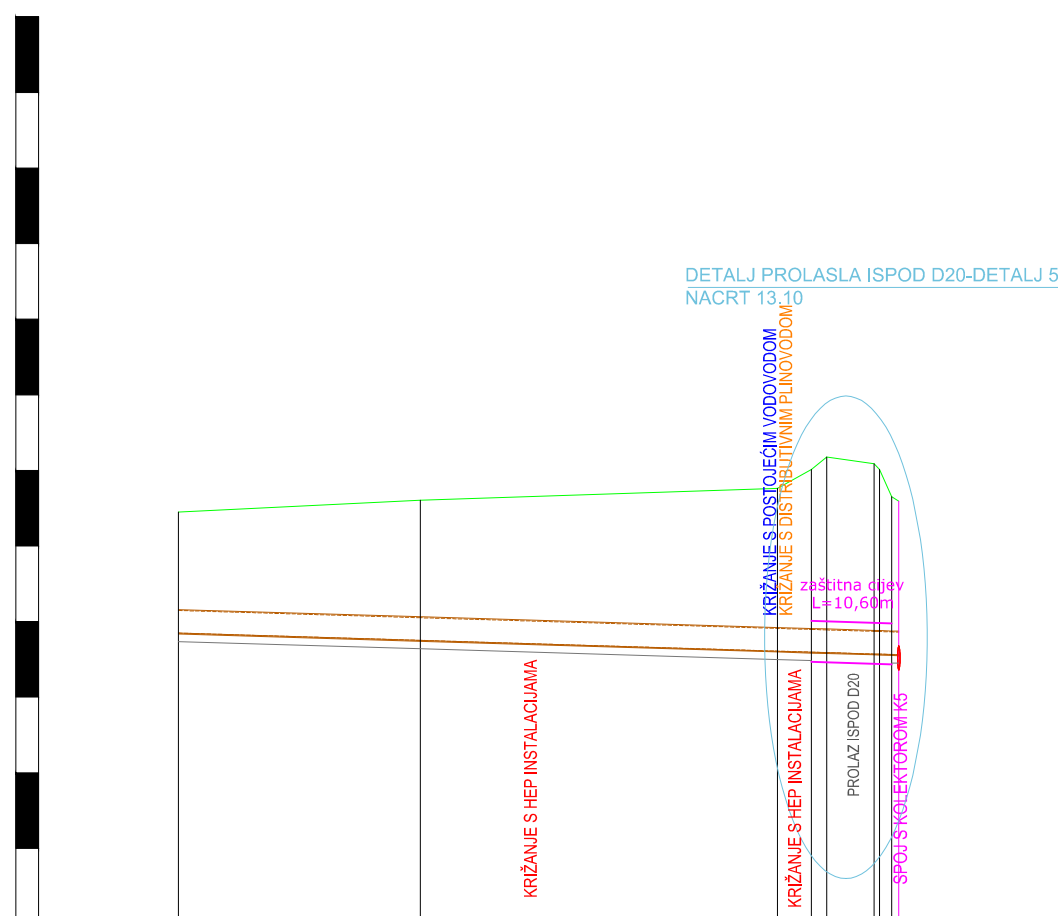 DETALJ PROLASLA ISPOD D20-DETALJ 5
NACRT 13.10
KRIŽANJE S POSTOJEĆIM VODOVODOM
KRIŽANJE S DISTRIBUTIVNIM PLINOVODOM
zaštitna cijev
L=10,60m
KRIŽANJE S HEP INSTALACIJAMA
KRIŽANJE S HEP INSTALACIJAMA
PROLAZ ISPOD D20
SPOJ S KOLEKTOROM K5